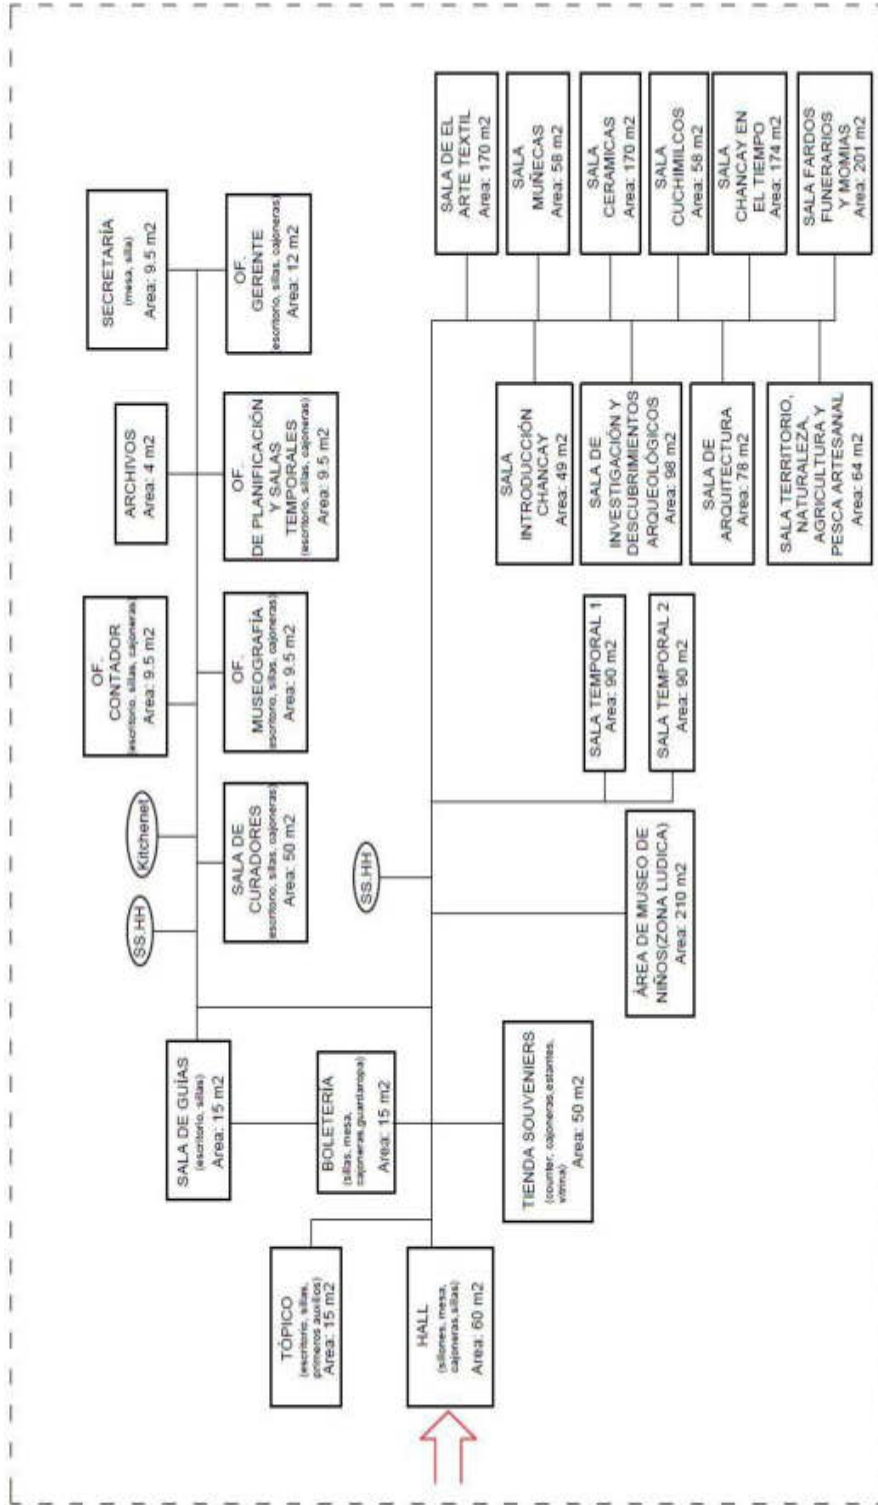 SECRETARÍA
(mesa, silla)
Area: 9.5 m2
ARCHIVOS
Area: 4 m2
OF.
CONTADOR
(escritorio, sillas, cajoneras)
Area: 9.5 m2
Kitchenet
SS.HH
SALA DE GUÍAS
(escritorio, sillas)
Area: 15 m2
OF.
GERENTE
(escritorio, sillas, cajoneras)
Area: 12 m2
OF.
DE PLANIFICACIÓN
Y SALAS
TEMPORALES
(escritorio, sillas, cajoneras)
Area: 9.5 m2
OF.
MUSEOGRAFÍA
(escritorio, sillas, cajoneras)
Area: 9.5 m2
SALA DE
CURADORES
(escritorio, sillas, cajoneras)
Area: 50 m2
BOLETERÍA
(sillas, mesa,
cajoneras,guardaropa)
Area: 15 m2
TÓPICO
(escritorio, sillas,
primeros auxilios)
Area: 15 m2
SS.HH
HALL
(sillones, mesa,
cajoneras,sillas)
Area: 60 m2
TIENDA SOUVENIERS
(counter, cajoneras,estantes,
vitrina)
Area: 50 m2
ÁREA DE MUSEO DE
NIÑOS(ZONA LUDICA)
Area: 210 m2
SALA TEMPORAL 1
Area: 90 m2
SALA TEMPORAL 2
Area: 90 m2
SALA
INTRODUCCIÓN
CHANCAY
Area: 49 m2
SALA DE
INVESTIGACIÓN Y
DESCUBRIMIENTOS
ARQUEOLÓGICOS
Area: 98 m2
SALA DE
ARQUITECTURA
Area: 78 m2
SALA TERRITORIO,
NATURALEZA,
AGRICULTURA Y
PESCA ARTESANAL
Area: 64 m2
SALA DE EL
ARTE TEXTIL
Area: 170 m2
SALA
MUÑECAS
Area: 58 m2
SALA
CERAMICAS
Area: 170 m2
SALA
CUCHIMILCOS
Area: 58 m2
SALA
CHANCAY EN
EL TIEMPO
Area: 174 m2
SALA FARDOS
FUNERARIOS
Y MOMIAS
Area: 201 m2